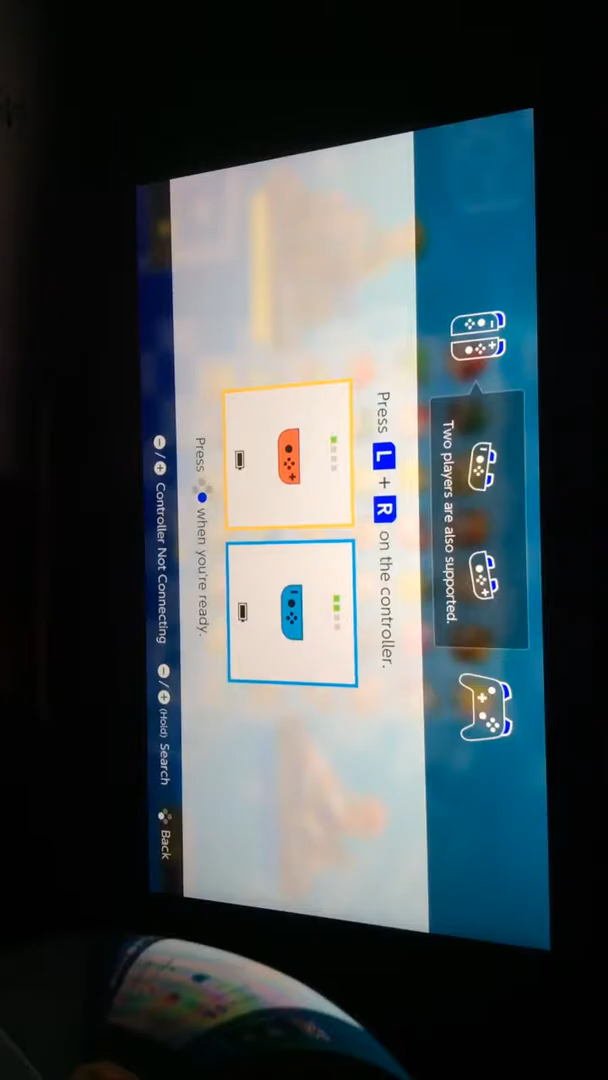 Two players are also supported.
Press L + R on the controller.
Press when you're ready.
−/+ Controller Not Connecting −/+ (Hold) Search Back